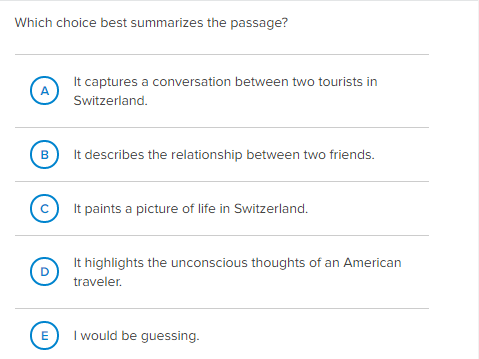 Which choice best summarizes the passage?
A
It captures a conversation between two tourists in
Switzerland.
B
It describes the relationship between two friends.
C
It paints a picture of life in Switzerland.
D
It highlights the unconscious thoughts of an American
traveler.
E
I would be guessing.